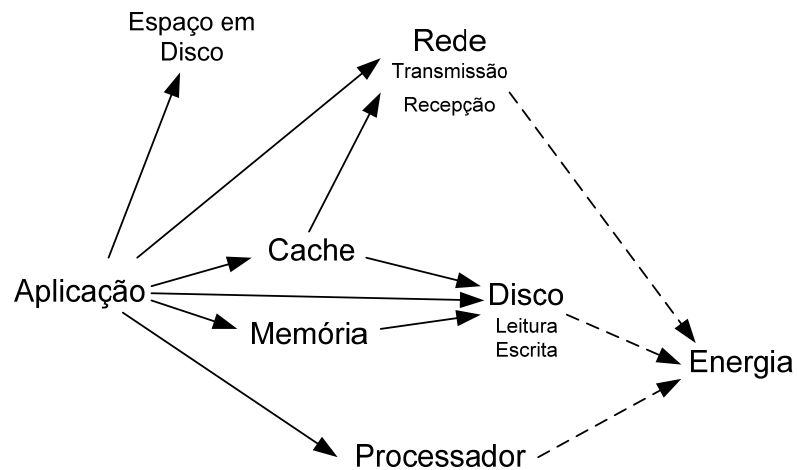 Espaço em
Disco
Rede
Transmissão
Recepção
Cache
Aplicação
Disco
Leitura
Escrita
Memória
Energia
Processador